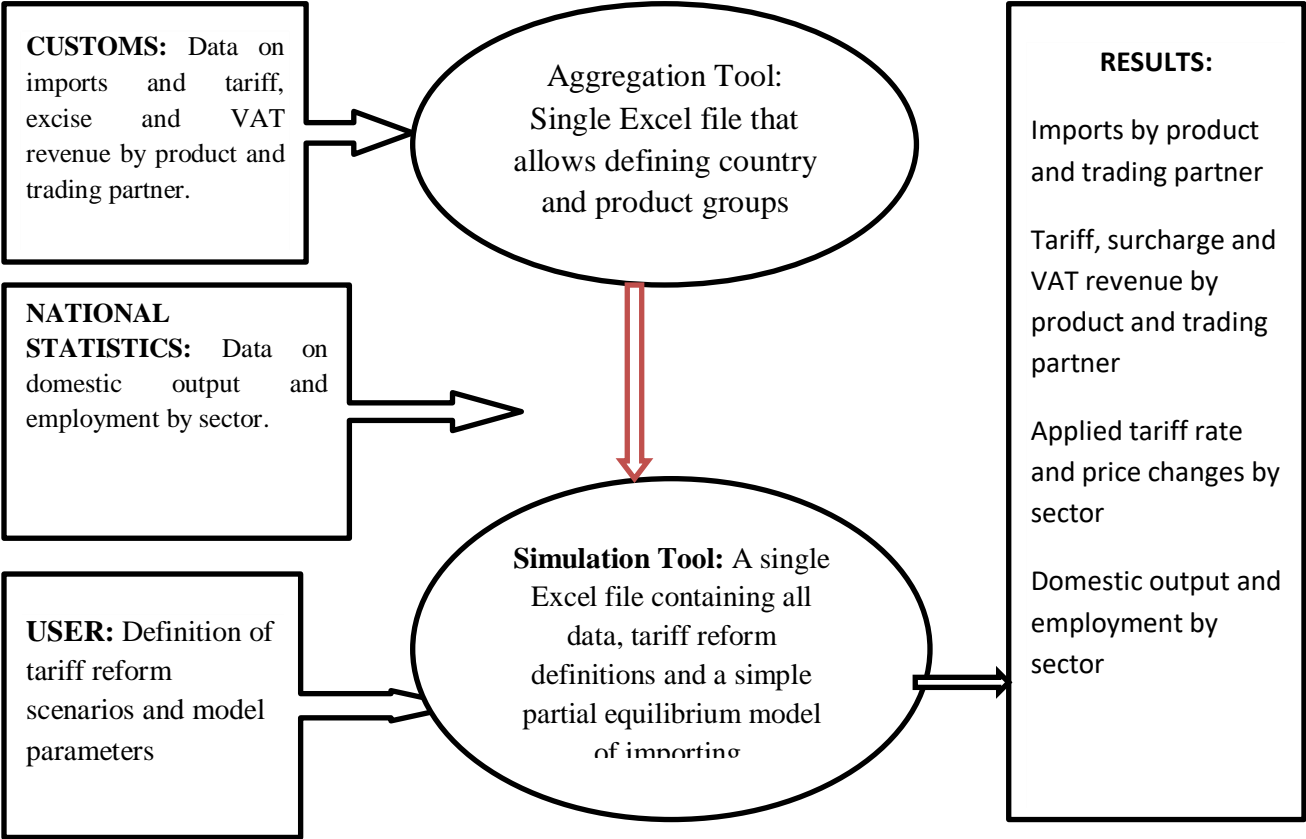 CUSTOMS: Data on
imports and tariff,
excise and VAT
revenue by product and
trading partner.
Aggregation Tool:
Single Excel file that
allows defining country
and product groups
NATIONAL
STATISTICS: Data on
domestic output and
employment by sector.
USER: Definition of
tariff reform
scenarios and model
parameters
Simulation Tool: A single
Excel file containing all
data, tariff reform
definitions and a simple
partial equilibrium model
of importing
RESULTS:
Imports by product
and trading partner
Tariff, surcharge and
VAT revenue by
product and trading
partner
Applied tariff rate
and price changes by
sector
Domestic output and
employment by
sector